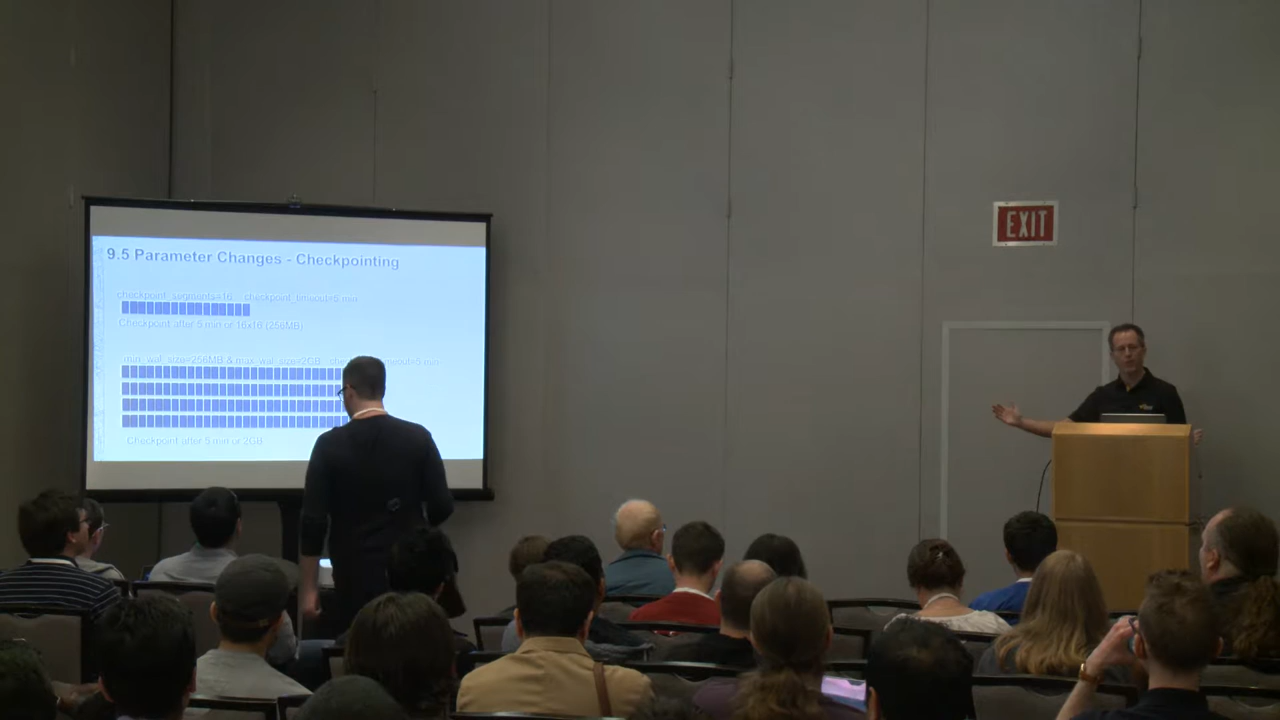 9.5 Parameter Changes - Checkpointing
checkpoint_segments=16 checkpoint_timeout=5 min
Checkpoint after 5 min or 16x16 (256MB)
min_wal_size=256MB & max_wal_size=2GB min
Checkpoint after 5 min or 2GB
EXIT